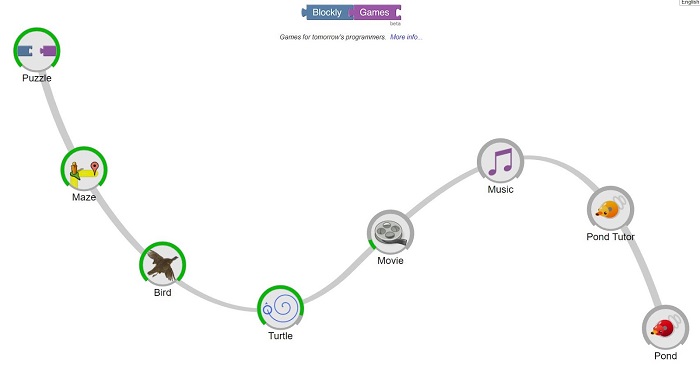 English
Blockly Games
beta
Games for tomorrow's programmers. More info...
Puzzle
Maze
Bird
Turtle
Movie
Music
Pond Tutor
Pond